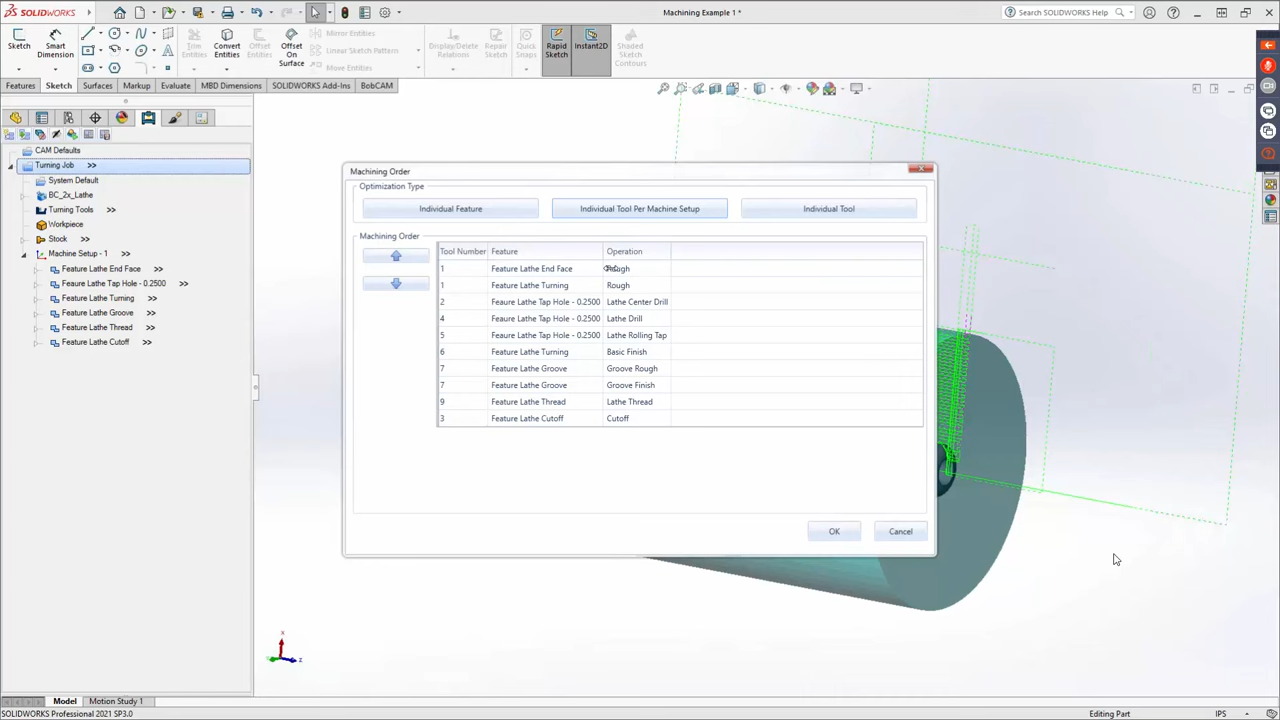 SOLIDWORKS
Machining Example 1 *
Search SOLIDWORKS Help
Sketch
Smart Dimension
Trim Entities
Convert Entities
Offset Entities
Offset On Surface
Mirror Entities
Linear Sketch Pattern
Move Entities
Display/Delete Relations
Repair Sketch
Quick Snaps
Rapid Sketch
Instant2D
Shaded Sketch Contours
Features Sketch Surfaces Markup Evaluate MBD Dimensions SOLIDWORKS Add-Ins BobCAM
CAM Defaults
Turning Job >>
System Default
BC_2x_Lathe
Turning Tools >>
Workpiece
Stock >>
Machine Setup - 1 >>
Feature Lathe End Face >>
Feature Lathe Tap Hole - 0.2500 >>
Feature Lathe Turning >>
Feature Lathe Groove >>
Feature Lathe Thread >>
Feature Lathe Cutoff >>
Machining Order
Optimization Type
Individual Feature Individual Tool Per Machine Setup Individual Tool
Machining Order
Tool Number Feature Operation
1 Feature Lathe End Face Rough
1 Feature Lathe Turning Rough
2 Feaure Lathe Tap Hole - 0.2500 Lathe Center Drill
4 Feaure Lathe Tap Hole - 0.2500 Lathe Drill
5 Feaure Lathe Tap Hole - 0.2500 Lathe Rolling Tap
6 Feature Lathe Turning Basic Finish
7 Feature Lathe Groove Groove Rough
7 Feature Lathe Groove Groove Finish
9 Feature Lathe Thread Lathe Thread
3 Feature Lathe Cutoff Cutoff
OK Cancel
x
z
Model Motion Study 1
SOLIDWORKS Professional 2021 SP3.0
Editing Part
IPS